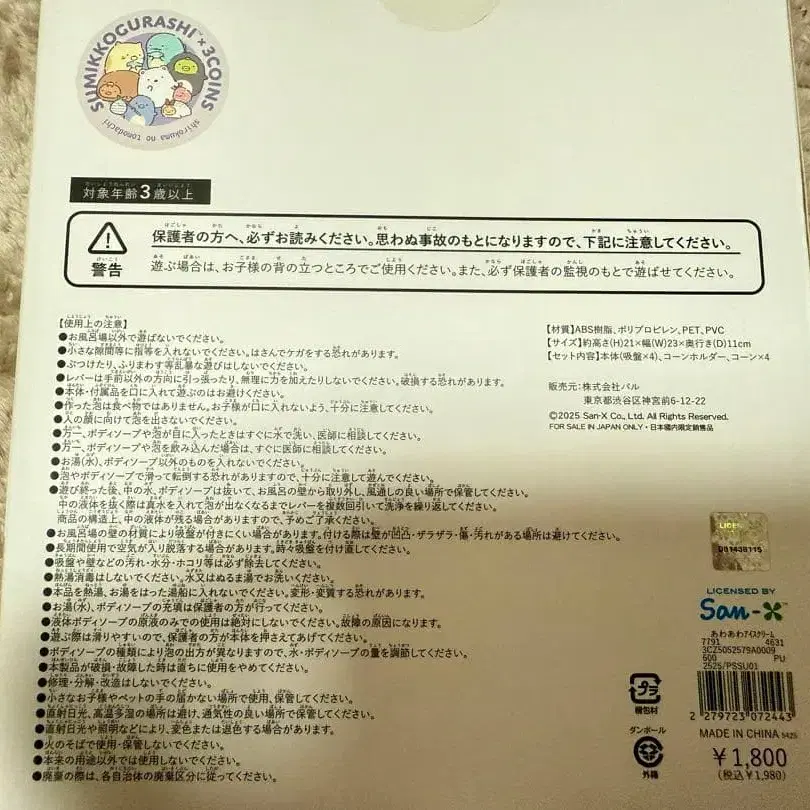 SUMIKKOGURASHI™ × 3COINS
shirokuma no tomodachi
対象年齢3歳以上
警告
保護者の方へ、必ずお読みください。思わぬ事故のもとになりますので、下記に注意してください。
遊ぶ場合は、お子様の背の立つところでご使用ください。また、必ず保護者の監視のもとで遊ばせてください。
【使用上の注意】
●お風呂場以外で遊ばないでください。
●小さな隙間等に指等を入れないでください。はさんでケガをする恐れがあります。
●ぶつけたり、ふりまわす等乱暴な遊びはしないでください。
●レバーは手前以外の方向に引っ張ったり、無理に力を加えたりしないでください。破損する恐れがあります。
●本体・付属品を口に入れて遊ぶのはお避けください。
●作った泡は食べ物ではありません。お子様が口に入れないよう、十分に注意してください。
●人の顔に向けて泡を出さないでください。
●万一、ボディソープや泡が目に入ったときはすぐに水で洗い、医師に相談してください。
●万一、ボディソープや泡を飲み込んだ場合は、すぐに医師に相談してください。
●お湯(水)、ボディソープ以外のものを入れないでください。
●泡やボディソープで滑って転倒する恐れがありますので、十分に注意して遊んでください。
●遊び終った後、中の水、ボディソープは抜いて、お風呂の壁から取り外し、風通しの良い場所で保管してください。
中の液体を抜く際は真水を入れて泡が出なくなるまでレバーを複数回引いて洗浄を繰り返してください。
商品の構造上、中の液体が残る場合がありますので、予めご了承ください。
●お風呂場の壁の材質により吸盤が付きにくい場合があります。付ける際は壁が凹凸・ザラザラ・傷・汚れがある場所は避けてください。
●長期間使用で空気が入り脱落する場合があります。時々吸盤を付け直してください。
●吸盤や壁などの汚れ・水分・ホコリ等は必ず除去してください。
●熱湯消毒はしないでください。水又はぬるま湯でお洗いください。
●本品を熱湯、お湯をはった湯船に入れないでください。変形・変質する恐れがあります。
●お湯(水)、ボディソープの充填は保護者の方が行ってください。
●液体ボディソープの原液のみでの使用は絶対にしないでください。故障の原因になります。
●遊ぶ際は滑りやすいので、保護者の方が本体を押さえてあげてください。
●ボディソープの種類により泡の出方が異なりますので、水・ボディソープの量を調節してください。
●本製品が破損・故障した時は直ちに使用をやめてください。
●修理・分解・改造はしないでください。
●小さなお子様やペットの手の届かない場所で使用、保管してください。
●直射日光、高温多湿の場所は避け、通気性の良い場所で保管してください。
●直射日光や照明などにより、変色または退色する場合があります。
●火のそばで使用・保管しないでください。
●本来の用途以外では使用しないでください。
●廃棄の際は、各自治体の廃棄区分に従ってください。
【材質】ABS樹脂、ポリプロピレン、PET、PVC
【サイズ】約高さ(H)21×幅(W)23×奥行き(D)11cm
【セット内容】本体(吸盤×4)、コーンホルダー、コーン×4
販売元:株式会社パル
東京都渋谷区神宮前6-12-22
©2025 San-X Co., Ltd. All Rights Reserved.
FOR SALE IN JAPAN ONLY・日本国内限定銷售品
081438115
LICENSED BY
San-X™
あわあわアイスクリーム
7791 4631
3CZ5052579A0009
600 PU
2525/PSSU01
2 279723 072443
MADE IN CHINA 5425
プラ
梱包材
ダンボール
外箱
¥1,800
(税込¥1,980)